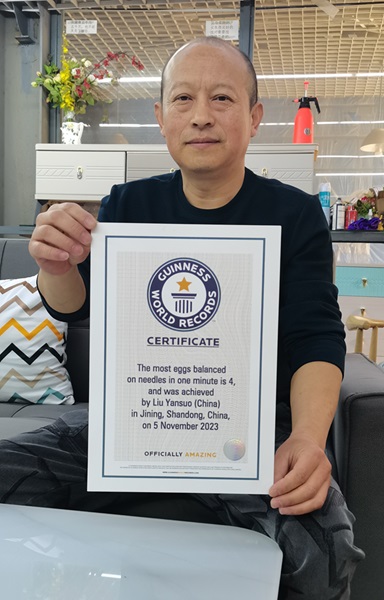 GUINNESS
WORLD RECORDS
CERTIFICATE
The most eggs balanced
on needles in one minute is 4,
and was achieved
by Liu Yansuo (China)
in Jining, Shandong, China,
on 5 November 2023
OFFICIALLY AMAZING